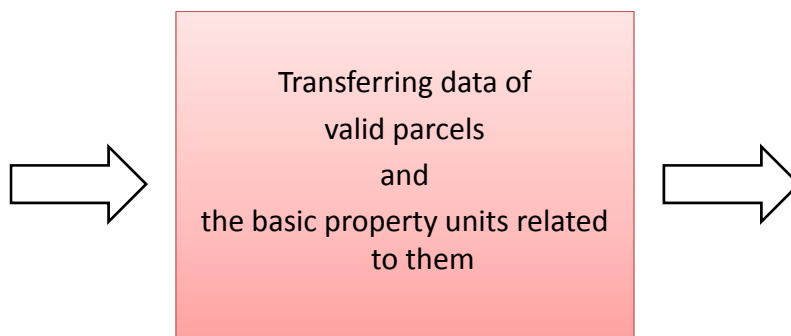 Transferring data of
valid parcels
and
the basic property units related
to them